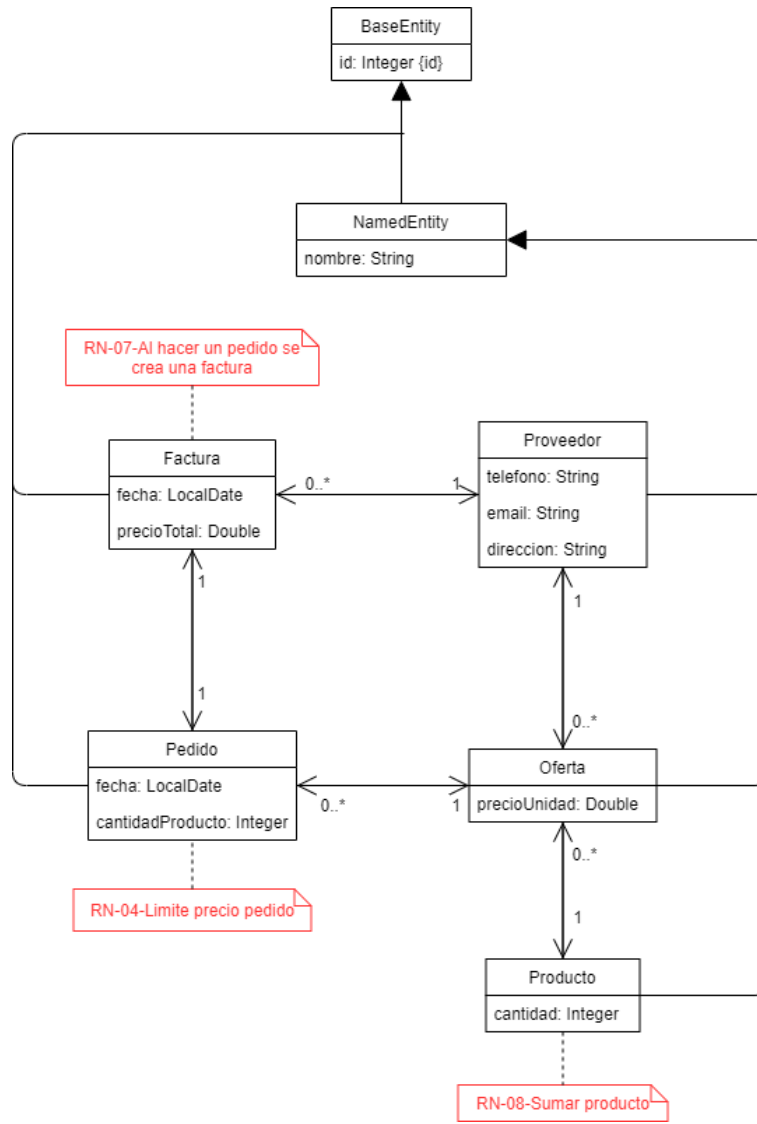 BaseEntity
id: Integer {id}
NamedEntity
nombre: String
RN-07-Al hacer un pedido se
crea una factura
Factura
fecha: LocalDate
precioTotal: Double
0..*
1
Proveedor
telefono: String
email: String
direccion: String
1
1
1
0..*
Pedido
fecha: LocalDate
cantidadProducto: Integer
0..*
1
Oferta
precioUnidad: Double
0..*
1
RN-04-Limite precio pedido
Producto
cantidad: Integer
RN-08-Sumar producto